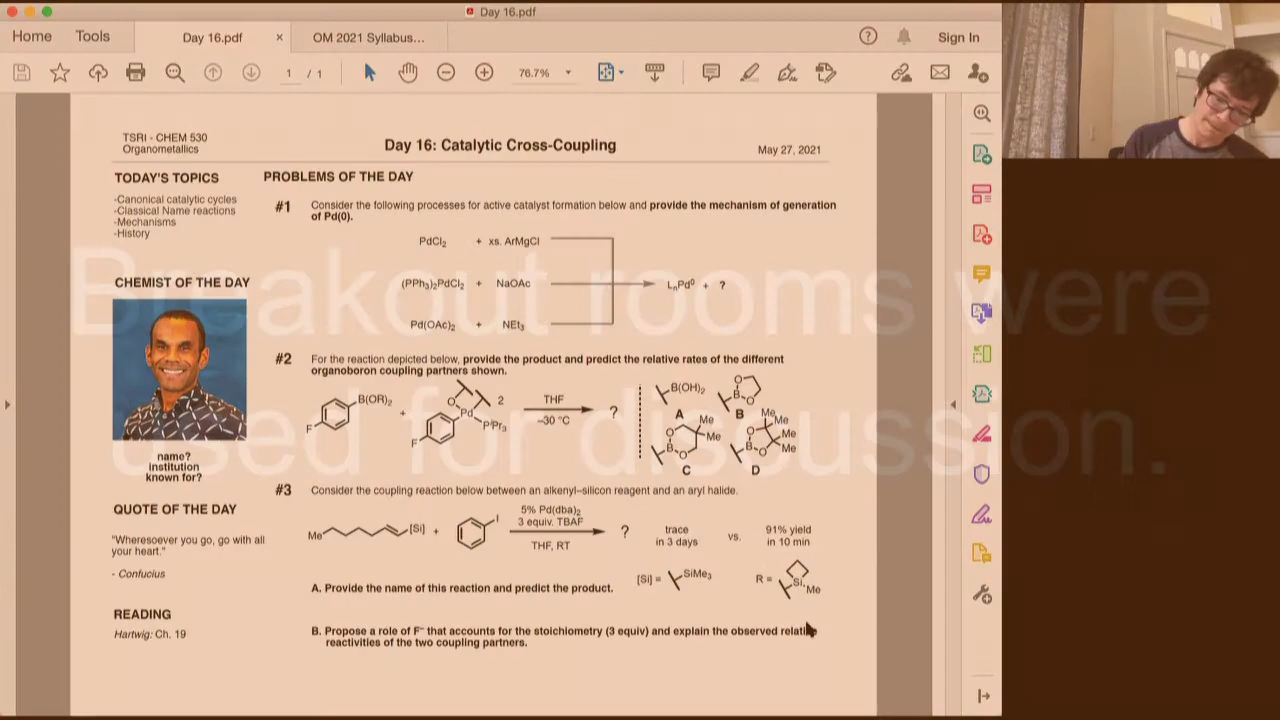 Day 16.pdf
Home
Tools
Day 16.pdf
×
OM 2021 Syllabus...
Sign In
1 / 1
76.7%
TSRI - CHEM 530
Organometallics
Day 16: Catalytic Cross-Coupling
May 27, 2021
TODAY'S TOPICS
-Canonical catalytic cycles
-Classical Name reactions
-Mechanisms
-History
CHEMIST OF THE DAY
name?
institution
known for?
QUOTE OF THE DAY
"Wheresoever you go, go with all
your heart."
- Confucius
READING
Hartwig: Ch. 19
PROBLEMS OF THE DAY
#1 Consider the following processes for active catalyst formation below and provide the mechanism of generation
of Pd(0).
PdCl₂ + xs. ArMgCl
(PPh₃)₂PdCl₂ + NaOAc
LₙPd⁰ + ?
Pd(OAc)₂ + NEt₃
#2 For the reaction depicted below, provide the product and predict the relative rates of the different
organoboron coupling partners shown.
B(OR)₂
F
+
O
Pd
PⁱPr₃
F
2
THF
–30 °C
?
B(OH)₂
A
O
B
O
B
O
B
O
Me
Me
C
O
B
O
Me
Me
Me
Me
D
#3 Consider the coupling reaction below between an alkenyl–silicon reagent and an aryl halide.
Me
[Si]
+
I
5% Pd(dba)₂
3 equiv. TBAF
THF, RT
?
trace
in 3 days
vs.
91% yield
in 10 min
[Si] =
SiMe₃
R =
Si
Me
A. Provide the name of this reaction and predict the product.
B. Propose a role of F⁻ that accounts for the stoichiometry (3 equiv) and explain the observed relative
reactivities of the two coupling partners.
Breakout rooms were
used for discussion.